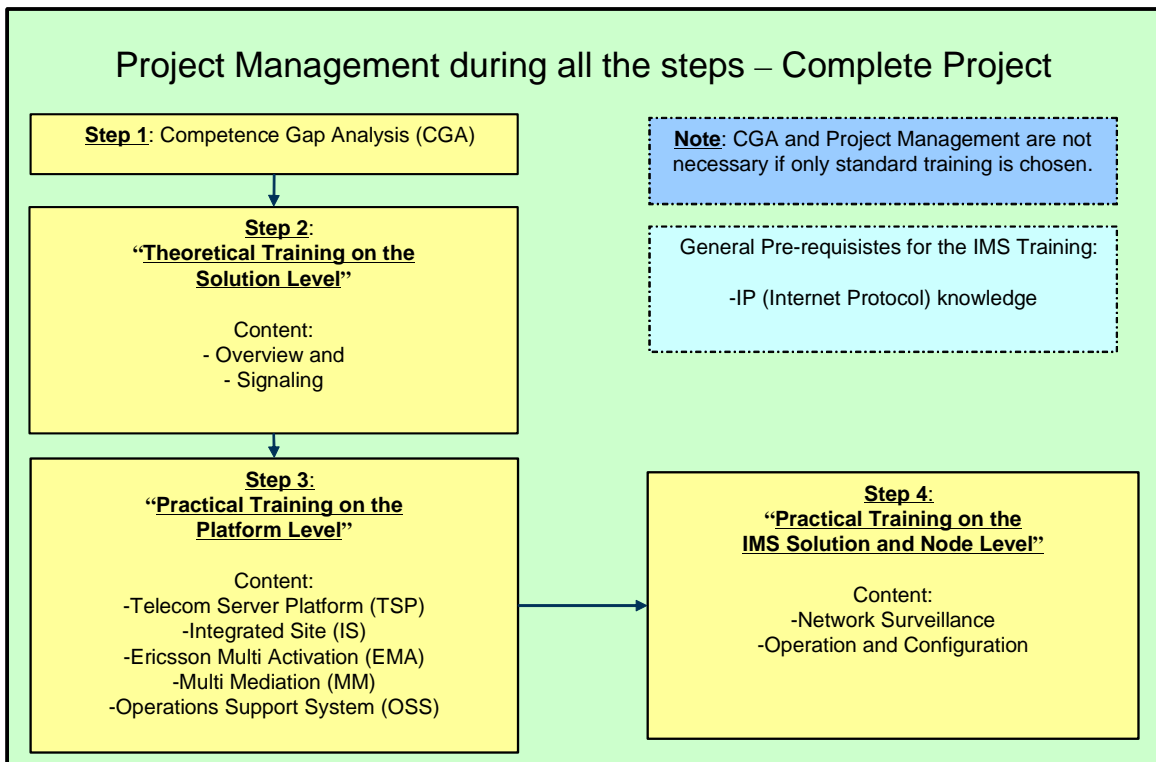 Project Management during all the steps – Complete Project
Step 1: Competence Gap Analysis (CGA)
Note: CGA and Project Management are not
necessary if only standard training is chosen.
Step 2:
“Theoretical Training on the
Solution Level”
Content:
- Overview and
- Signaling
General Pre-requisistes for the IMS Training:
-IP (Internet Protocol) knowledge
Step 3:
“Practical Training on the
Platform Level”
Content:
-Telecom Server Platform (TSP)
-Integrated Site (IS)
-Ericsson Multi Activation (EMA)
-Multi Mediation (MM)
-Operations Support System (OSS)
Step 4:
“Practical Training on the
IMS Solution and Node Level”
Content:
-Network Surveillance
-Operation and Configuration